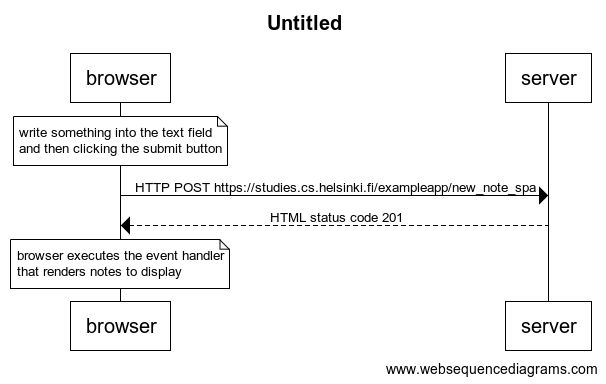 Untitled
browser
server
write something into the text field
and then clicking the submit button
HTTP POST https://studies.cs.helsinki.fi/exampleapp/new_note_spa
HTML status code 201
browser executes the event handler
that renders notes to display
browser
server
www.websequencediagrams.com